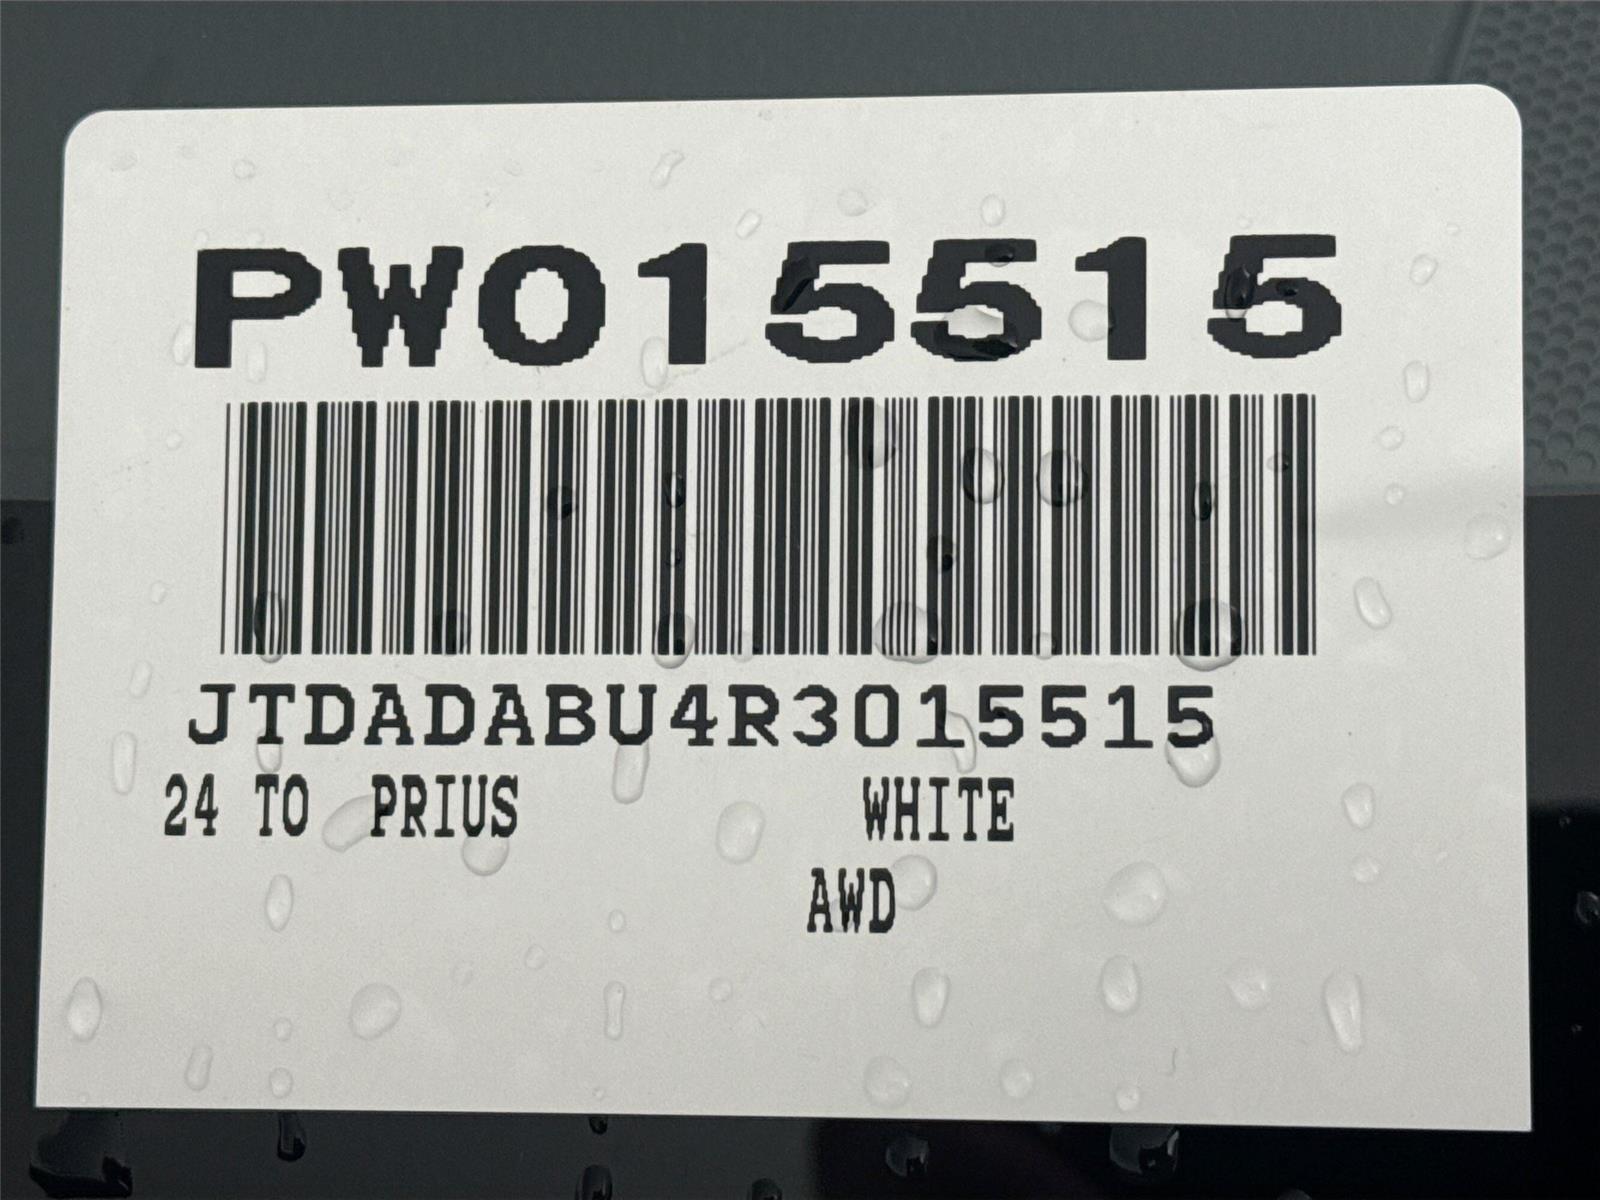 PW015515
JTDADABU4R3015515
24 TO PRIUS WHITE
AWD